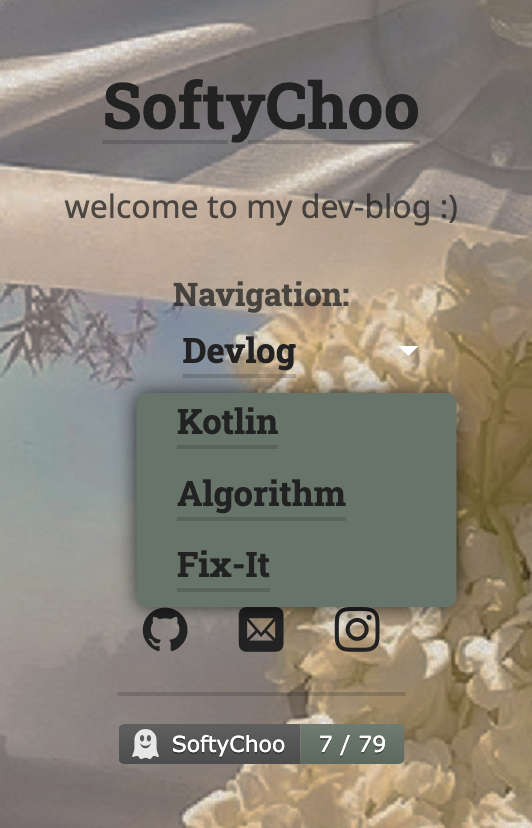 SoftyChoo
welcome to my dev-blog :)
Navigation:
Devlog
Kotlin
Algorithm
Fix-It
SoftyChoo 7 / 79